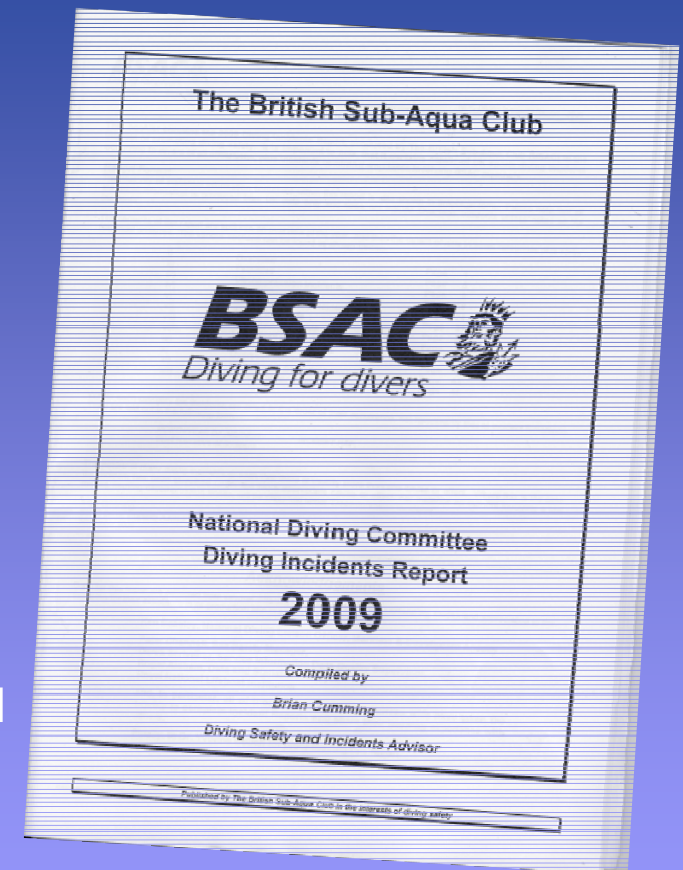 The British Sub-Aqua Club
BSAC
Diving for divers
National Diving Committee
Diving Incidents Report
2009
Compiled by
Brian Cumming
Diving Safety and Incidents Advisor
Published by The British Sub-Aqua Club in the interests of diving safety